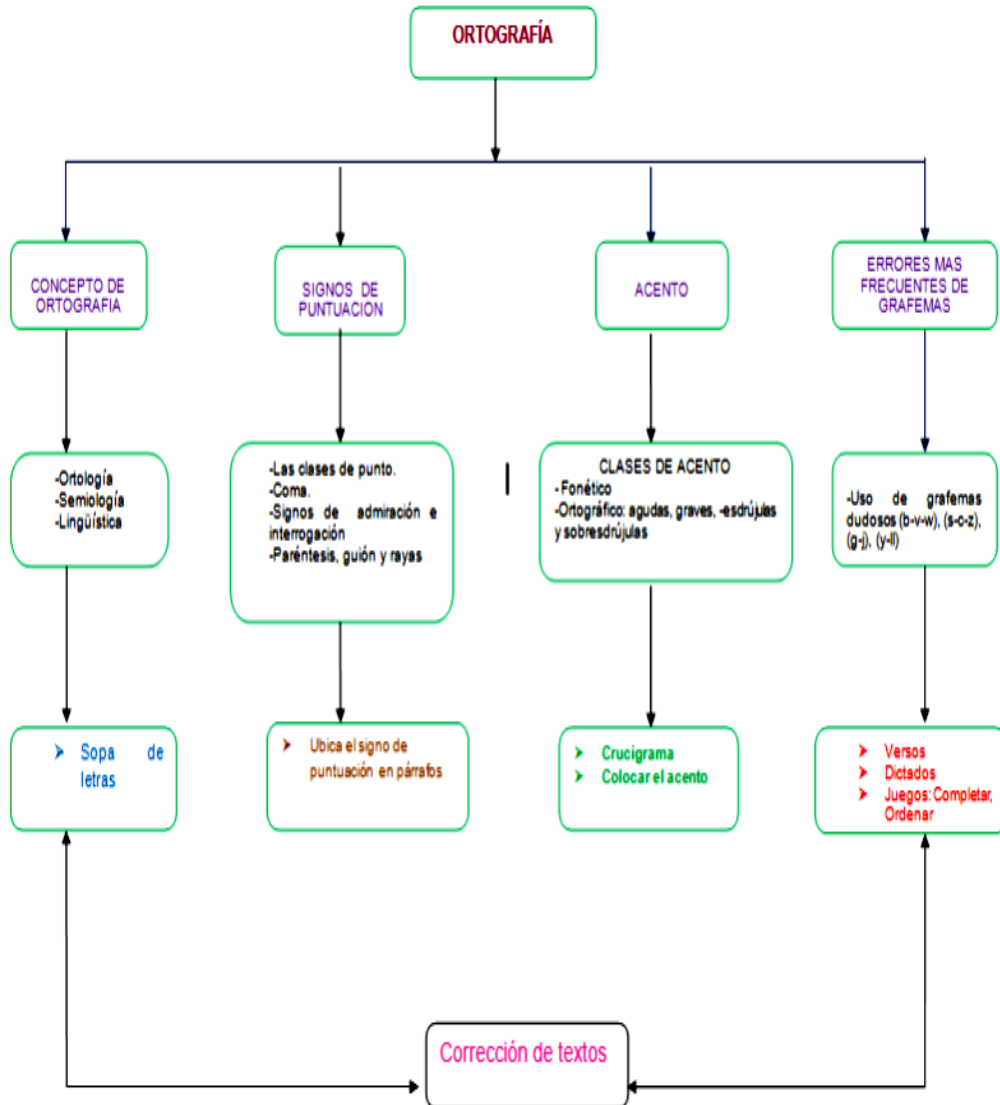 ORTOGRAFÍA
CONCEPTO DE
ORTOGRAFIA
SIGNOS DE
PUNTUACION
ACENTO
ERRORES MAS
FRECUENTES DE
GRAFEMAS
-Ortología
-Semiología
-Lingüística
-Las clases de punto.
-Coma.
-Signos de admiración e
interrogación
-Paréntesis, guión y rayas
CLASES DE ACENTO
- Fonético
- Ortográfico: agudas, graves, -esdrújulas
y sobresdrújulas
-Uso de grafemas
dudosos (b-v-w), (s-c-z),
(g-j), (y-ll)
➤ Sopa de
letras
➤ Ubica el signo de
puntuación en párrafos
➤ Crucigrama
➤ Colocar el acento
➤ Versos
➤ Dictados
➤ Juegos: Completar,
Ordenar
Corrección de textos